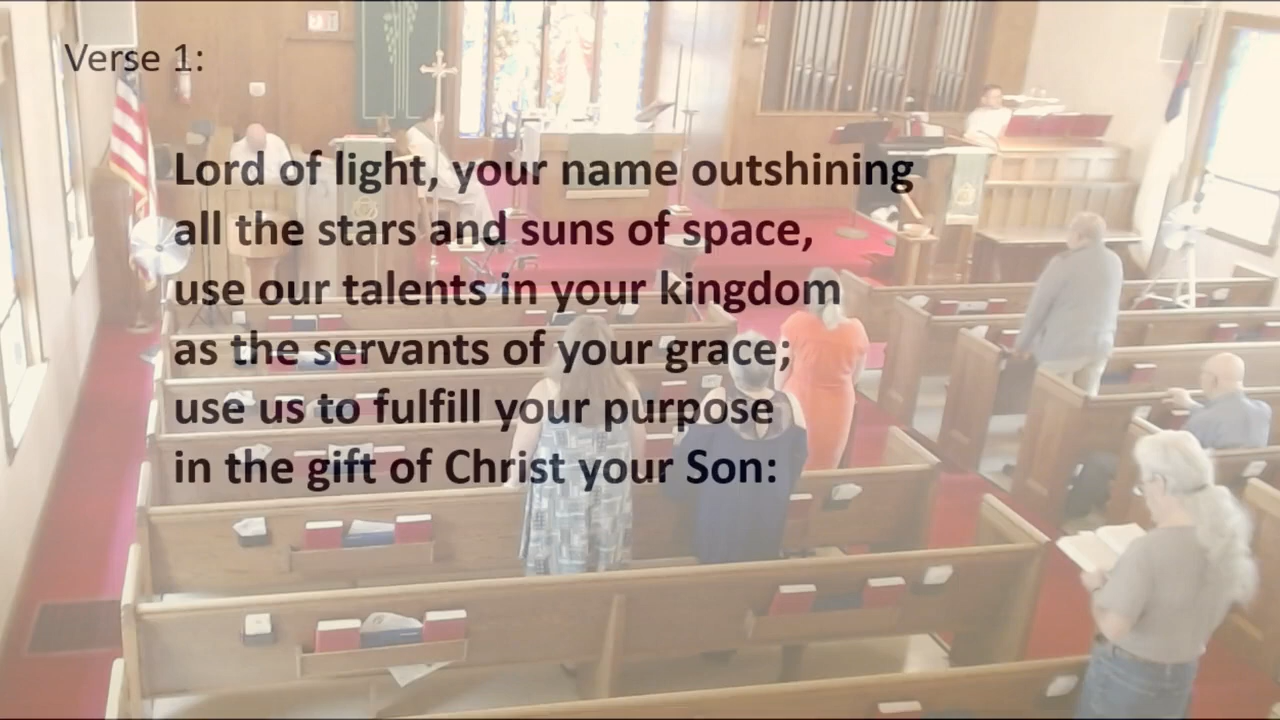 Verse 1:
Lord of light, your name outshining
all the stars and suns of space,
use our talents in your kingdom
as the servants of your grace;
use us to fulfill your purpose
in the gift of Christ your Son: